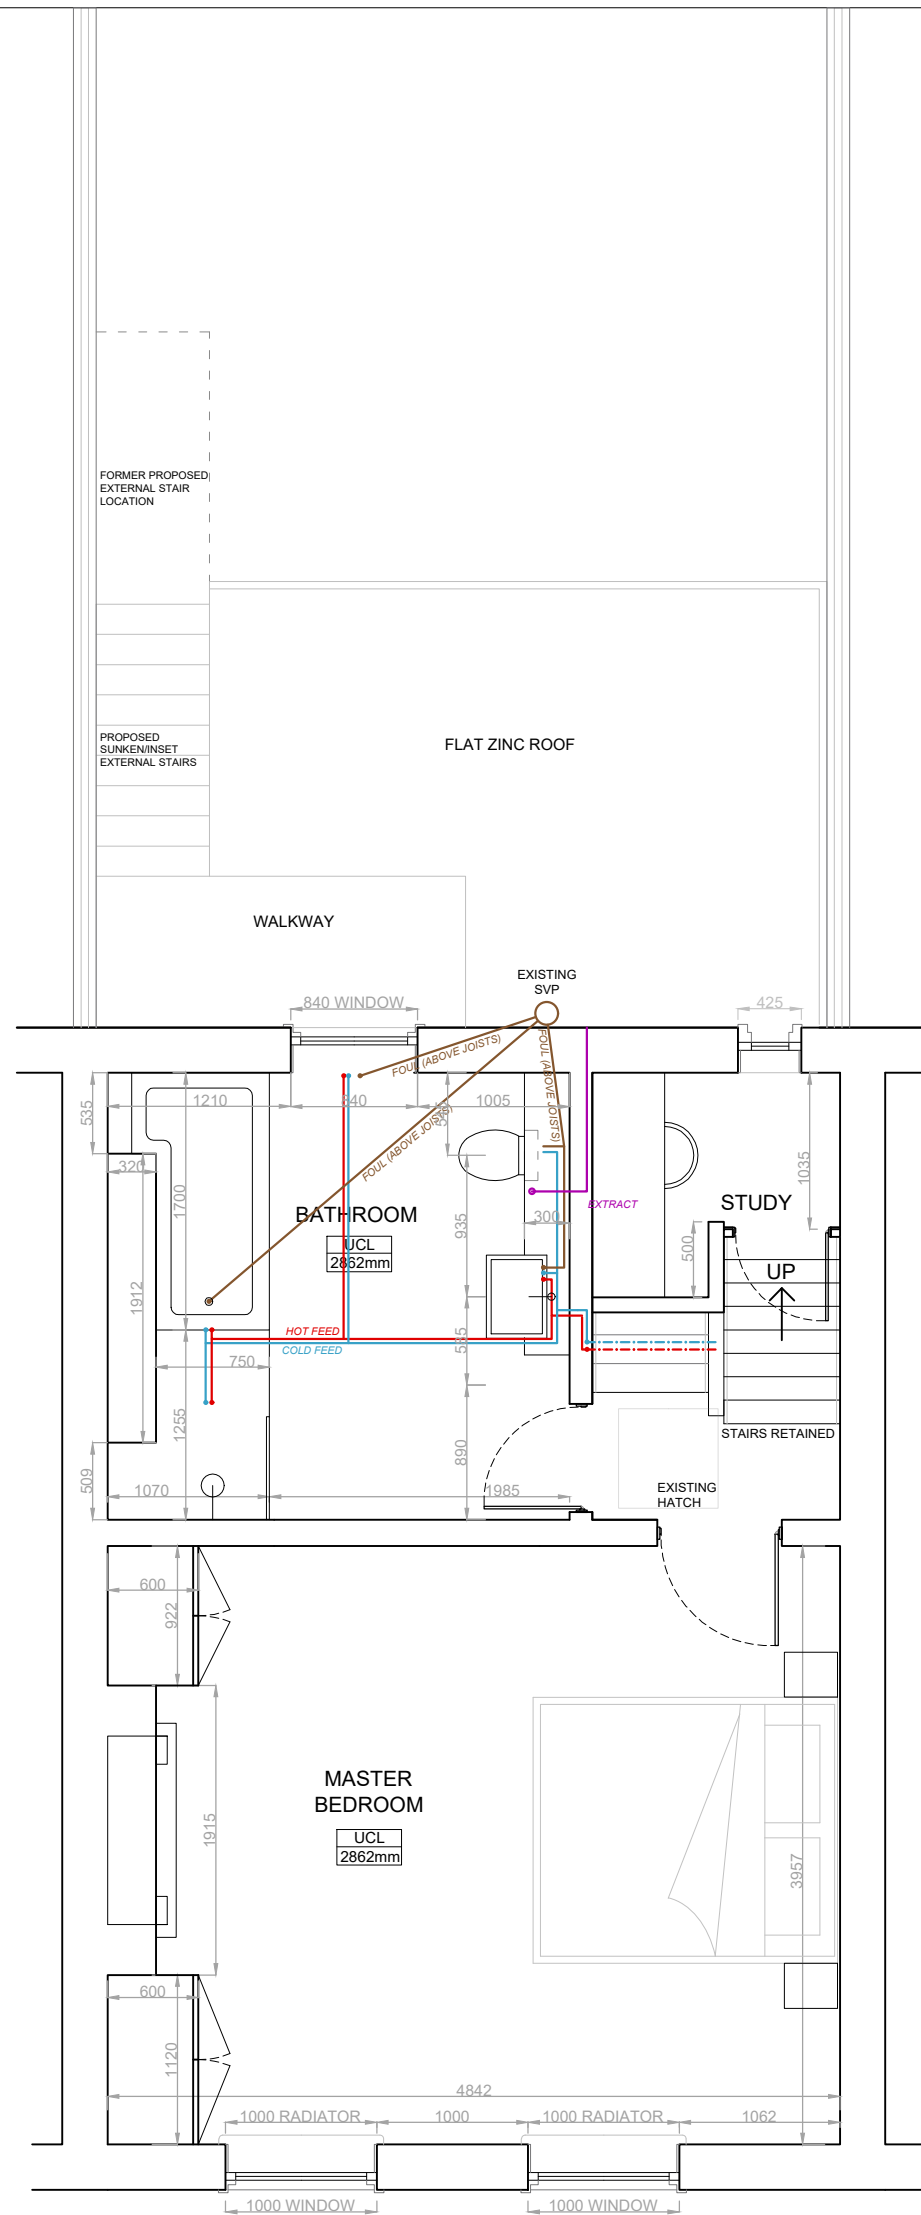 FORMER PROPOSED
EXTERNAL STAIR
LOCATION
PROPOSED
SUNKEN/INSET
EXTERNAL STAIRS
FLAT ZINC ROOF
WALKWAY
EXISTING
SVP
840 WINDOW
425
FOUL (ABOVE JOISTS)
FOUL (ABOVE JOISTS)
FOUL (ABOVE JOISTS)
535
1210
840
1005
320
1700
935
1035
300
EXTRACT
STUDY
BATHROOM
UCL
2862mm
500
UP
1912
HOT FEED
COLD FEED
750
1255
890
STAIRS RETAINED
509
1070
1985
EXISTING
HATCH
600
922
MASTER
BEDROOM
UCL
2862mm
1915
3957
600
1120
4842
1000 RADIATOR
1000
1000 RADIATOR
1062
1000 WINDOW
1000 WINDOW